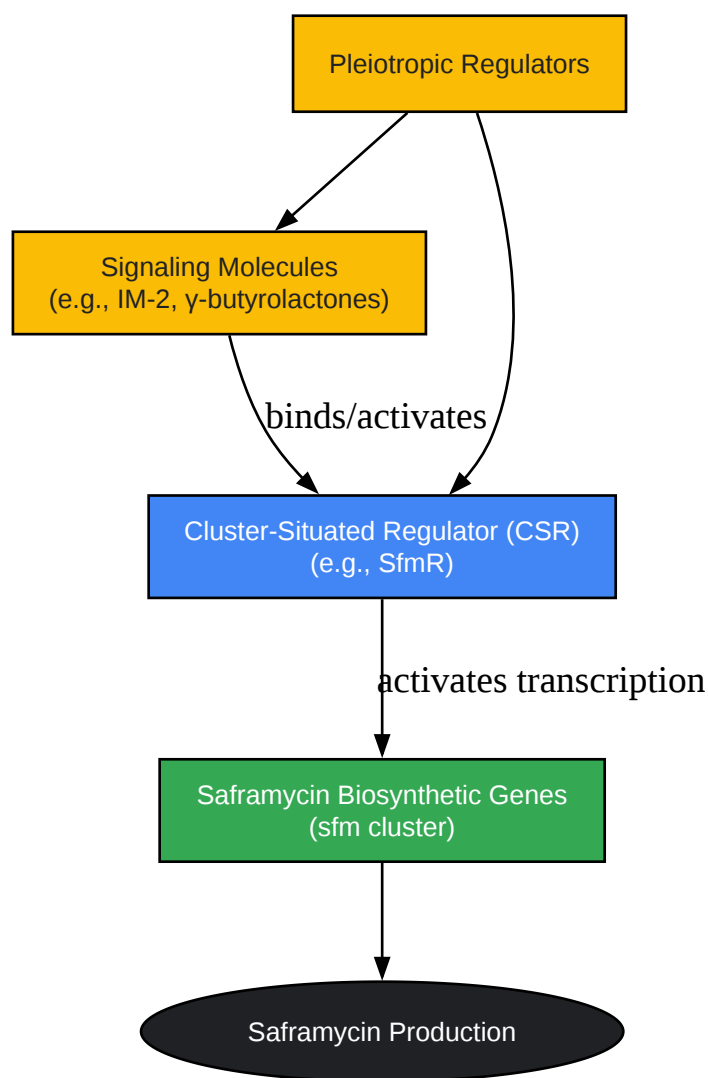 Pleiotropic Regulators
Signaling Molecules
(e.g., IM-2, γ-butyrolactones)
binds/activates
Cluster-Situated Regulator (CSR)
(e.g., SfmR)
activates transcription
Saframycin Biosynthetic Genes
(sfm cluster)
Saframycin Production